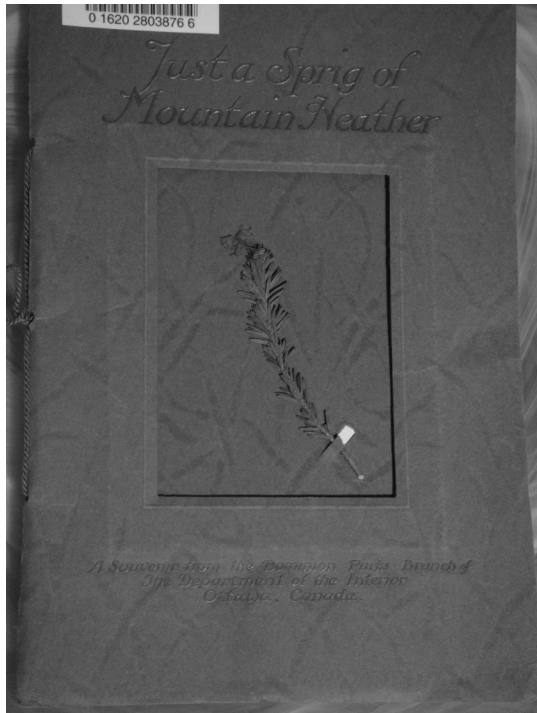 0 1620 2803876 6
Just a Sprig of
Mountain Heather
A Souvenir from the Dominion Parks Branch of
The Department of the Interior
Ottawa, Canada.